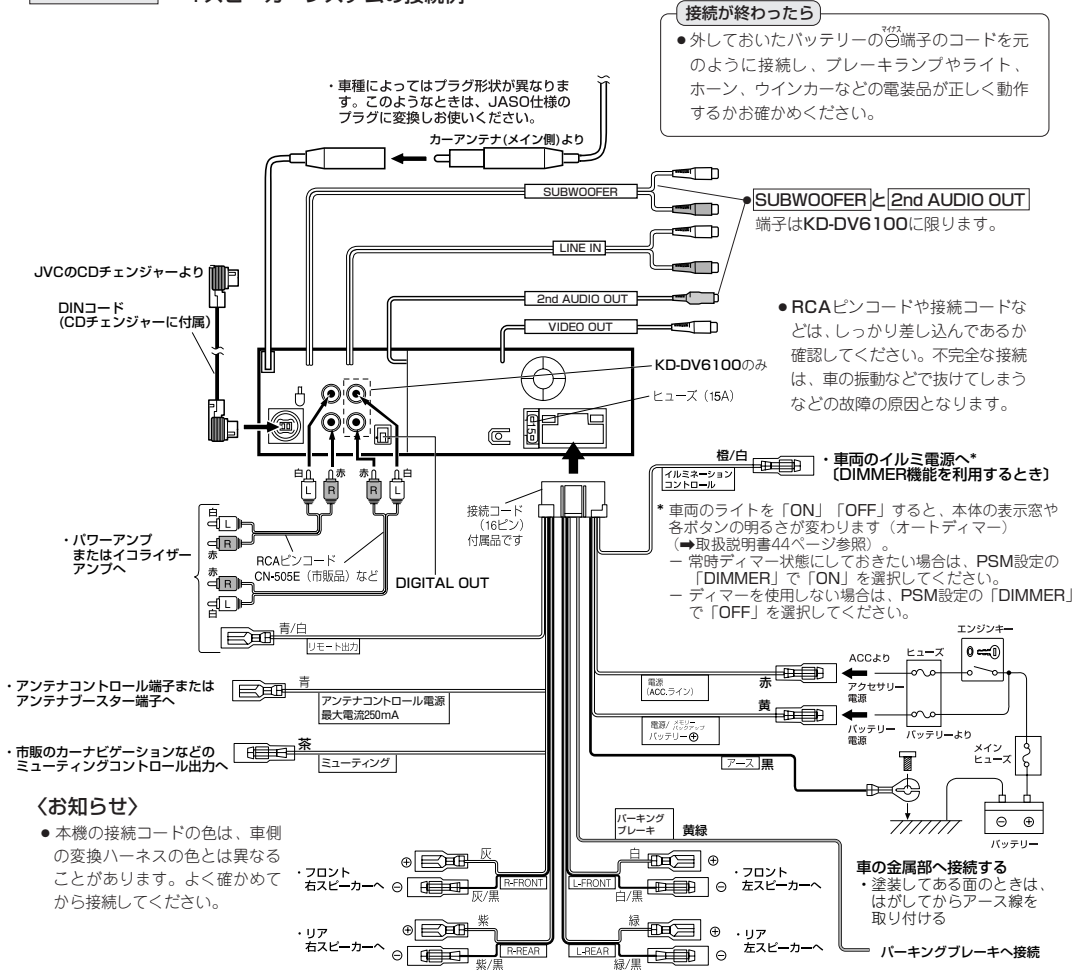 4スピーカーシステムの接続例
接続が終わったら
● 外しておいたバッテリーの⊖端子のコードを元
マイナス
のように接続し、ブレーキランプやライト、
ホーン、ウインカーなどの電装品が正しく動作
するかお確かめください。
・車種によってはプラグ形状が異なりま
す。このようなときは、JASO仕様の
プラグに変換しお使いください。
カーアンテナ(メイン側)より
SUBWOOFER
LINE IN
2nd AUDIO OUT
VIDEO OUT
● SUBWOOFER と 2nd AUDIO OUT
端子はKD-DV6100に限ります。
JVCのCDチェンジャーより
DINコード
(CDチェンジャーに付属)
● RCAピンコードや接続コードな
どは、しっかり差し込んであるか
確認してください。不完全な接続
は、車の振動などで抜けてしまう
などの故障の原因となります。
KD-DV6100のみ
ヒューズ（15A）
15
白 赤 赤 白
L R R L
白
L
R
赤
赤
R
L
白
・パワーアンプ
またはイコライザー
アンプへ
RCAピンコード
CN-505E（市販品）など
DIGITAL OUT
接続コード
（16ピン）
付属品です
橙/白
イルミネーション
コントロール
・車両のイルミ電源へ*
〔DIMMER機能を利用するとき〕
* 車両のライトを「ON」「OFF」すると、本体の表示窓や
各ボタンの明るさが変わります（オートディマー）
（➡取扱説明書44ページ参照）。
－ 常時ディマー状態にしておきたい場合は、PSM設定の
「DIMMER」で「ON」を選択してください。
－ ディマーを使用しない場合は、PSM設定の「DIMMER」
で「OFF」を選択してください。
青/白
リモート出力
・アンテナコントロール端子または
アンテナブースター端子へ
青
アンテナコントロール電源
最大電流250mA
・市販のカーナビゲーションなどの
ミューティングコントロール出力へ
茶
ミューティング
エンジンキー
ヒューズ
ACCより
アクセサリー
電源
電源
（ACC.ライン）
赤
電源/メモリーバックアップ
バッテリー⊕
黄
バッテリー
電源
バッテリーより
メイン
ヒューズ
アース 黒
⊖ ⊕
バッテリー
〈お知らせ〉
● 本機の接続コードの色は、車側
の変換ハーネスの色とは異なる
ことがあります。よく確かめて
から接続してください。
パーキング
ブレーキ
黄緑
車の金属部へ接続する
・塗装してある面のときは、
はがしてからアース線を
取り付ける
パーキングブレーキへ接続
・フロント
右スピーカーへ
⊕ 灰
R-FRONT
⊖ 灰/黒
白 ⊕
L-FRONT
白/黒 ⊖
・フロント
左スピーカーへ
・リア
右スピーカーへ
⊕ 紫
R-REAR
⊖ 紫/黒
緑 ⊕
L-REAR
緑/黒 ⊖
・リア
左スピーカーへ